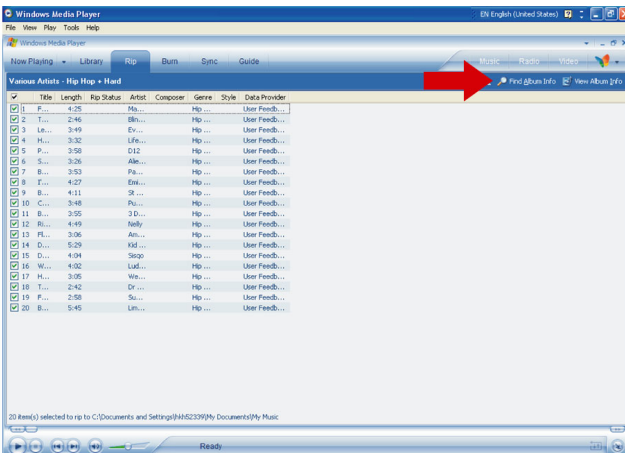 Windows Media Player EN English (United States)
File View Play Tools Help
Windows Media Player
Now Playing Library Rip Burn Sync Guide Music Radio Video
Various Artists - Hip Hop + Hard Find Album Info View Album Info
Title Length Rip Status Artist Composer Genre Style Data Provider
1 F... 4:25 Ma... Hip ... User Feedb...
2 T... 2:46 Blin... Hip ... User Feedb...
3 Le... 3:49 Ev... Hip ... User Feedb...
4 H... 3:32 Life... Hip ... User Feedb...
5 P... 3:58 D12 Hip ... User Feedb...
6 S... 3:26 Alie... Hip ... User Feedb...
7 B... 3:53 Pa... Hip ... User Feedb...
8 4:27 Emi... Hip ... User Feedb...
9 B... 4:11 St ... Hip ... User Feedb...
10 C... 3:48 Pu... Hip ... User Feedb...
11 B... 3:55 3 D... Hip ... User Feedb...
12 Ri... 4:49 Nelly Hip ... User Feedb...
13 Fl... 3:06 Am... Hip ... User Feedb...
14 D... 5:29 Kid ... Hip ... User Feedb...
15 D... 4:04 Sisqo Hip ... User Feedb...
16 W... 4:02 Lud... Hip ... User Feedb...
17 H... 3:05 We... Hip ... User Feedb...
18 T... 2:42 Dr ... Hip ... User Feedb...
19 F... 2:58 Su... Hip ... User Feedb...
20 B... 5:45 Lim... Hip ... User Feedb...
20 item(s) selected to rip to C:\Documents and Settings\hkh52339\My Documents\My Music
Ready